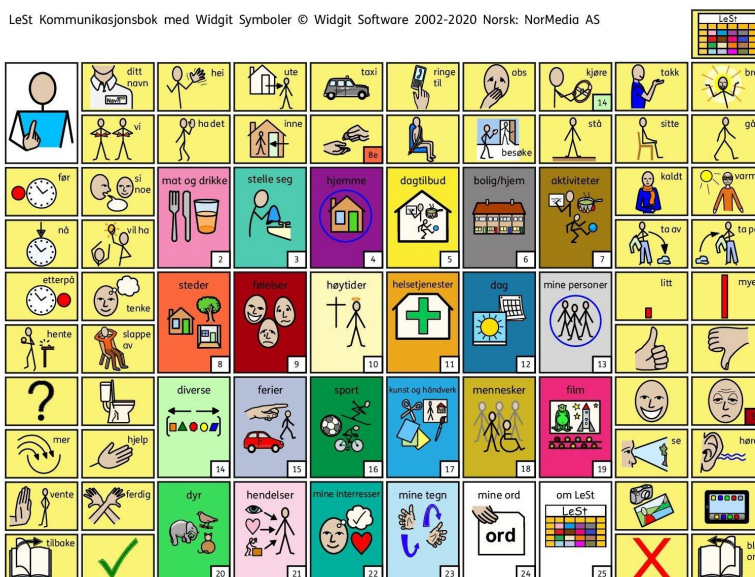 LeSt Kommunikasjonsbok med Widgit Symboler © Widgit Software 2002-2020 Norsk: NorMedia AS
LeSt
ditt navn
Navn
hei
ute
taxi
ringe til
obs
kjøre
14
takk
vi
ha det
inne
8e
besøke
stå
sitte
gå
før
si noe
mat og drikke
2
stelle seg
3
hjemme
4
dagtilbud
5
bolig/hjem
6
aktiviteter
7
kaldt
varm
nå
vil ha
ta av
ta på
etterpå
tenke
steder
8
følelser
9
høytider
10
helsetjenester
11
dag
12
mine personer
13
litt
mye
hente
slappe av
?
diverse
14
ferier
15
sport
16
kunst og håndverk
17
mennesker
18
film
19
mer
hjelp
se
høre
vente
ferdig
dyr
20
hendelser
21
mine interresser
22
mine tegn
23
mine ord
ord
24
om LeSt
LeSt
25
tilbake